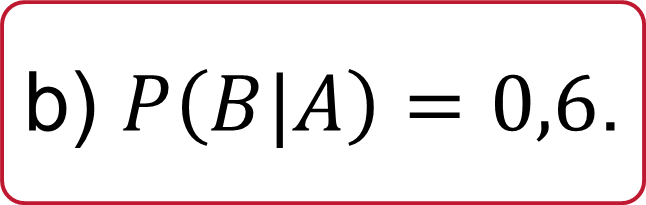 b) P(B|A) = 0,6.